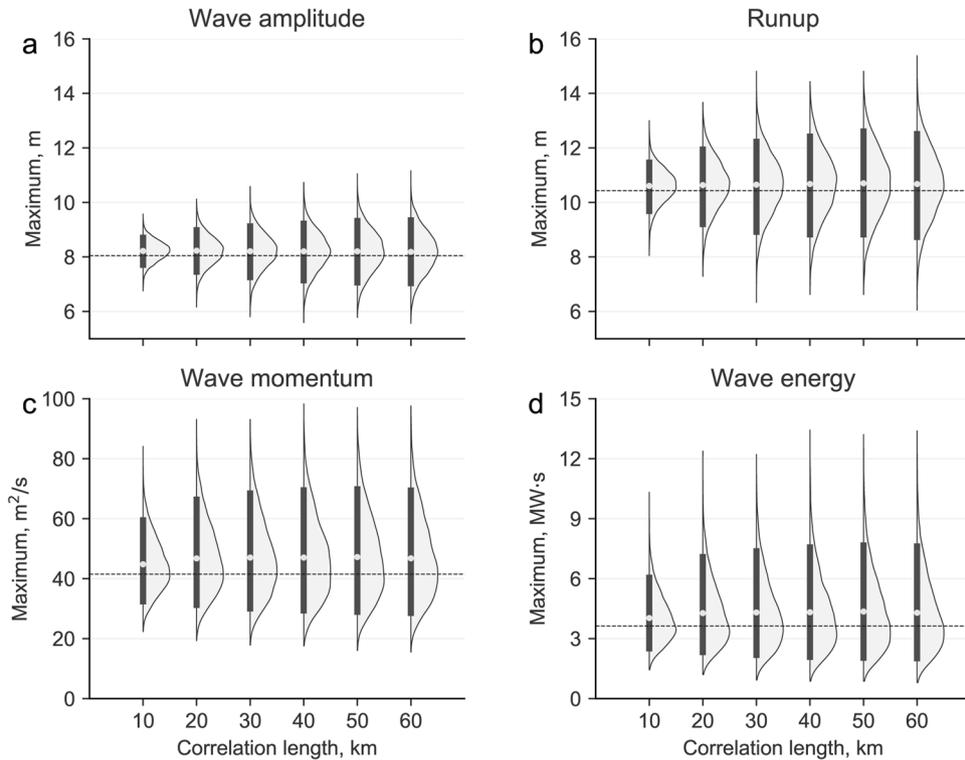 Wave amplitude
a
16
14
12
10
8
6
Maximum, m
Runup
b
16
14
12
10
8
6
Maximum, m
Wave momentum
c
100
80
60
40
20
0
Maximum, m²/s
10 20 30 40 50 60
Correlation length, km
Wave energy
d
15
12
9
6
3
0
Maximum, MW·s
10 20 30 40 50 60
Correlation length, km